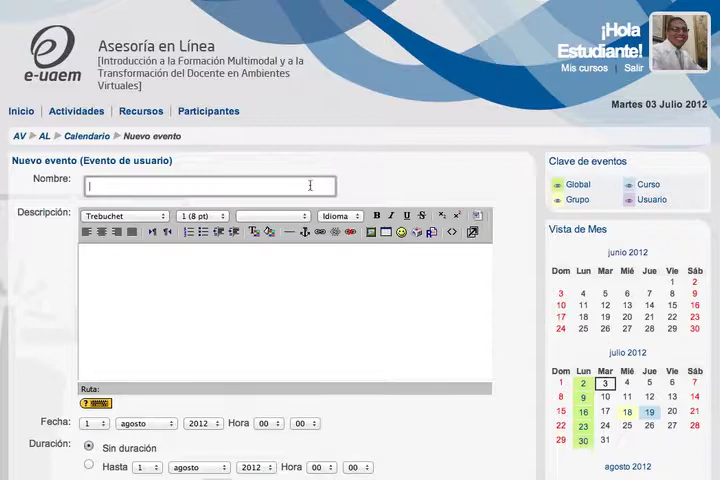 e-uaem
Asesoría en Línea
[Introducción a la Formación Multimodal y a la
Transformación del Docente en Ambientes
Virtuales]
¡Hola
Estudiante!
Mis cursos | Salir
Martes 03 Julio 2012
Inicio Actividades Recursos Participantes
AV AL Calendario Nuevo evento
Nuevo evento (Evento de usuario)
Nombre:
Descripción:
Trebuchet 1 (8 pt) Idioma B I U S x₂ x²
Ruta:
Fecha: 1 agosto 2012 Hora 00 00
Duración: Sin duración
Hasta 1 agosto 2012 Hora 00 00
Clave de eventos
Global Curso
Grupo Usuario
Vista de Mes
junio 2012
Dom Lun Mar Mié Jue Vie Sáb
1 2
3 4 5 6 7 8 9
10 11 12 13 14 15 16
17 18 19 20 21 22 23
24 25 26 27 28 29 30
julio 2012
Dom Lun Mar Mié Jue Vie Sáb
1 2 3 4 5 6 7
8 9 10 11 12 13 14
15 16 17 18 19 20 21
22 23 24 25 26 27 28
29 30 31
agosto 2012